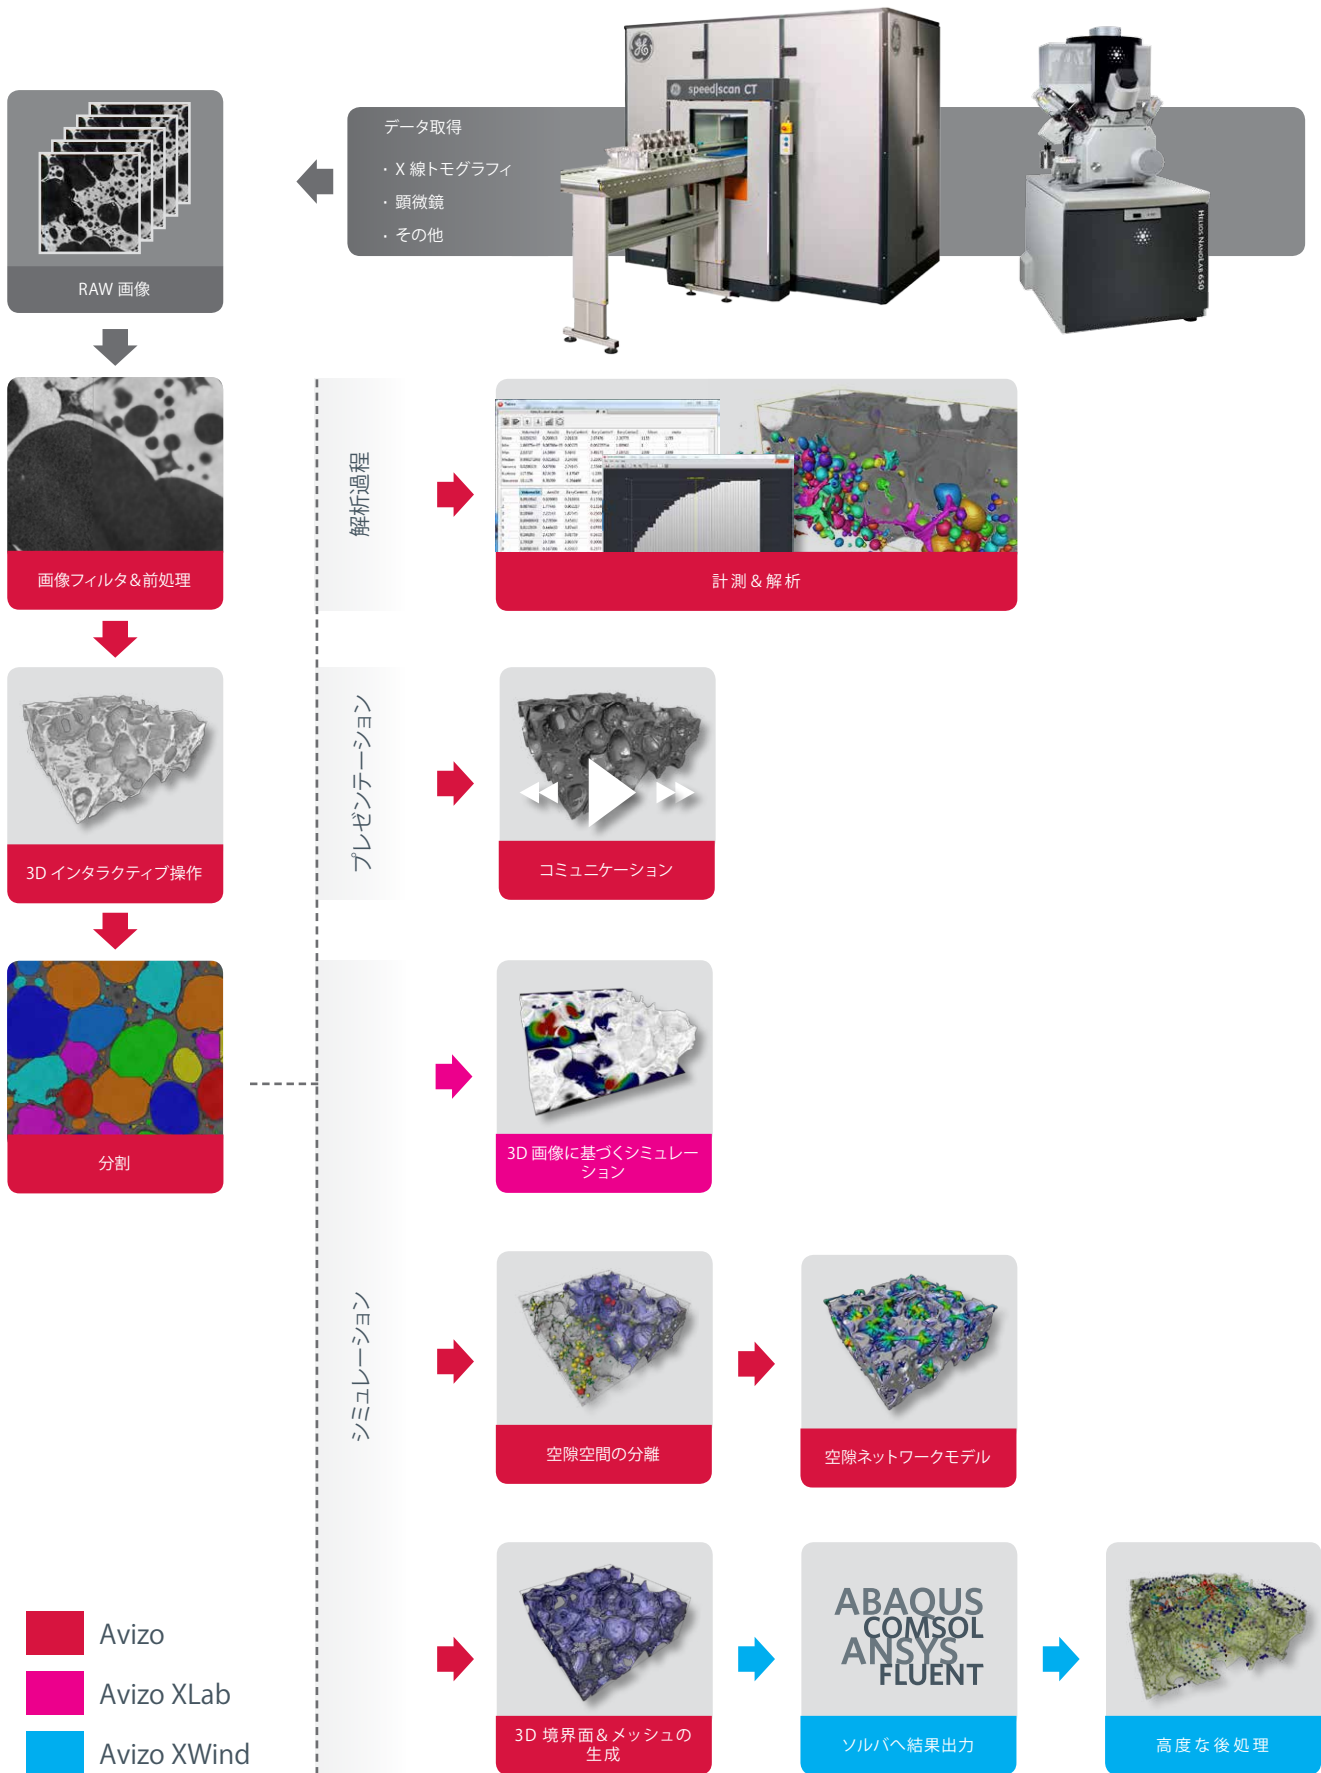 speed|scan CT
データ取得
・X 線トモグラフィ
・顕微鏡
・その他
HELIOS NANOLAB 650
RAW 画像
画像フィルタ＆前処理
解析過程
計測＆解析
3D インタラクティブ操作
プレゼンテーション
コミュニケーション
分割
シミュレーション
3D 画像に基づくシミュレー
ション
空隙空間の分離
空隙ネットワークモデル
3D 境界面＆メッシュの
生成
ABAQUS
COMSOL
ANSYS
FLUENT
ソルバへ結果出力
高度な後処理
Avizo
Avizo XLab
Avizo XWind